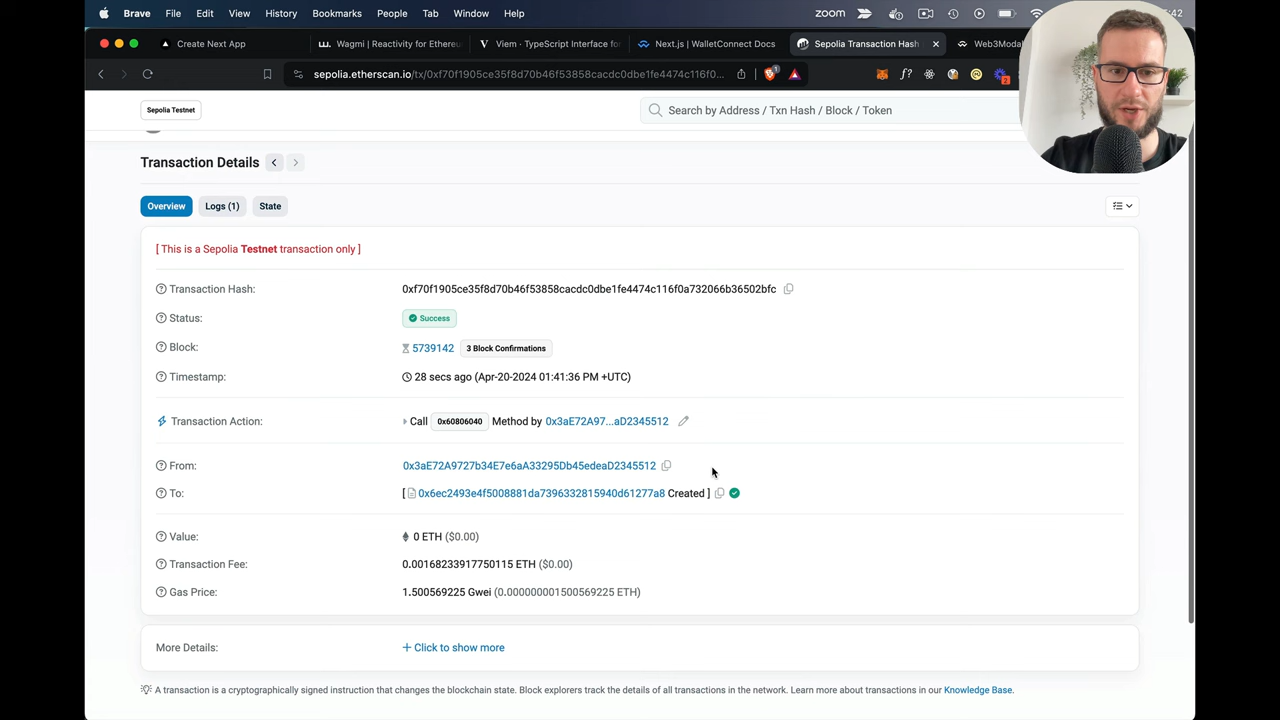 Brave File Edit View History Bookmarks People Tab Window Help zoom
Create Next App Wagmi | Reactivity for Ethereu Viem · TypeScript Interface fo Next.js | WalletConnect Docs Sepolia Transaction Hash Web3Moda
sepolia.etherscan.io/tx/0xf70f1905ce35f8d70b46f53858cacdc0dbe1fe4474c116f0...
Sepolia Testnet
Search by Address / Txn Hash / Block / Token
Transaction Details
Overview Logs (1) State
[ This is a Sepolia Testnet transaction only ]
Transaction Hash: 0xf70f1905ce35f8d70b46f53858cacdc0dbe1fe4474c116f0a732066b36502bfc
Status: Success
Block: 5739142 3 Block Confirmations
Timestamp: 28 secs ago (Apr-20-2024 01:41:36 PM +UTC)
Transaction Action: Call 0x60806040 Method by 0x3aE72A97...aD2345512
From: 0x3aE72A9727b34E7e6aA33295Db45edeaD2345512
To: [ 0x6ec2493e4f5008881da7396332815940d61277a8 Created ]
Value: 0 ETH ($0.00)
Transaction Fee: 0.00168233917750115 ETH ($0.00)
Gas Price: 1.500569225 Gwei (0.000000001500569225 ETH)
More Details: + Click to show more
A transaction is a cryptographically signed instruction that changes the blockchain state. Block explorers track the details of all transactions in the network. Learn more about transactions in our Knowledge Base.